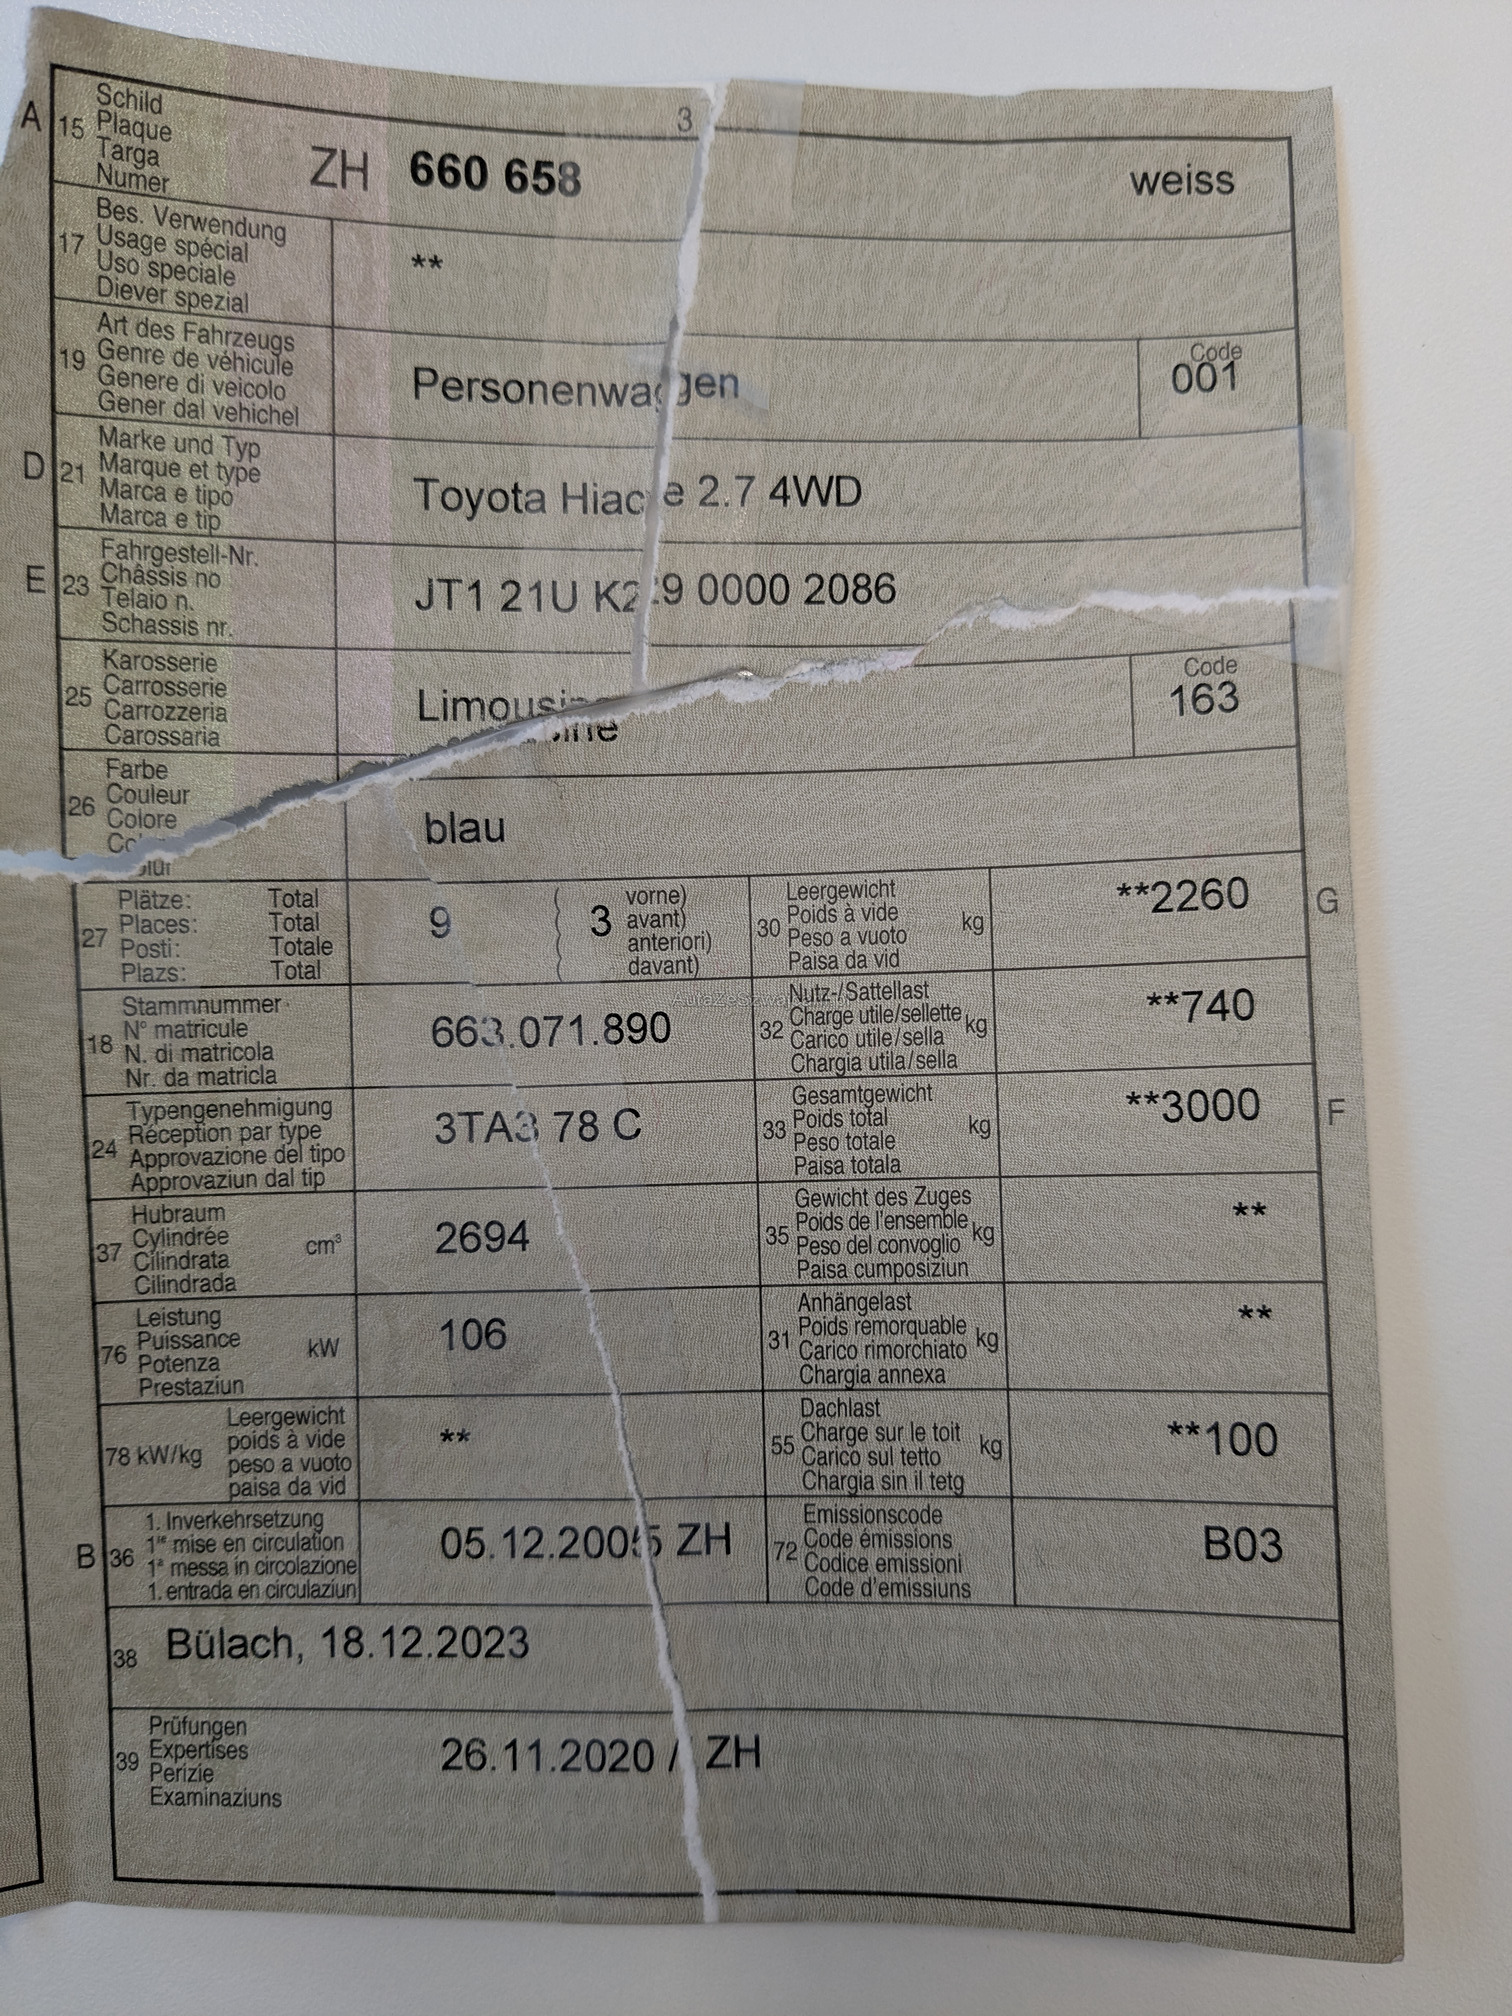 3
A 15 Schild
Plaque
Targa
Numer
ZH 660 658 weiss
17 Bes. Verwendung
Usage spécial
Uso speciale
Diever spezial
**
19 Art des Fahrzeugs
Genre de véhicule
Genere di veicolo
Gener dal vehichel
Personenwagen
Code
001
D 21 Marke und Typ
Marque et type
Marca e tipo
Marca e tip
Toyota Hiace 2.7 4WD
E 23 Fahrgestell-Nr.
Châssis no
Telaio n.
Schassis nr.
JT1 21U K29 0000 2086
25 Karosserie
Carrosserie
Carrozzeria
Carossaria
Limousine
Code
163
26 Farbe
Couleur
Colore
Colur
blau
27 Plätze: Total
Places: Total
Posti: Totale
Plazs: Total
9 ( 3 vorne)
avant)
anteriori)
davant)
30 Leergewicht
Poids à vide
Peso a vuoto
Paisa da vid
kg
**2260 G
18 Stammnummer
N° matricule
N. di matricola
Nr. da matricla
663.071.890
32 Nutz-/Sattellast
Charge utile/sellette
Carico utile/sella
Chargia utila/sella
kg
**740
24 Typengenehmigung
Réception par type
Approvazione del tipo
Approvaziun dal tip
3TA3 78 C
33 Gesamtgewicht
Poids total
Peso totale
Paisa totala
kg
**3000 F
37 Hubraum
Cylindrée
Cilindrata
Cilindrada
cm³
2694
35 Gewicht des Zuges
Poids de l'ensemble
Peso del convoglio
Paisa cumposiziun
kg
**
76 Leistung
Puissance
Potenza
Prestaziun
kW
106
31 Anhängelast
Poids remorquable
Carico rimorchiato
Chargia annexa
kg
**
78 kW/kg Leergewicht
poids à vide
peso a vuoto
paisa da vid
**
55 Dachlast
Charge sur le toit
Carico sul tetto
Chargia sin il tetg
kg
**100
B 36 1. Inverkehrsetzung
1re mise en circulation
1a messa in circolazione
1. entrada en circulaziun
05.12.2005 ZH
72 Emissionscode
Code émissions
Codice emissioni
Code d'emissiuns
B03
38 Bülach, 18.12.2023
39 Prüfungen
Expertises
Perizie
Examinaziuns
26.11.2020 / ZH